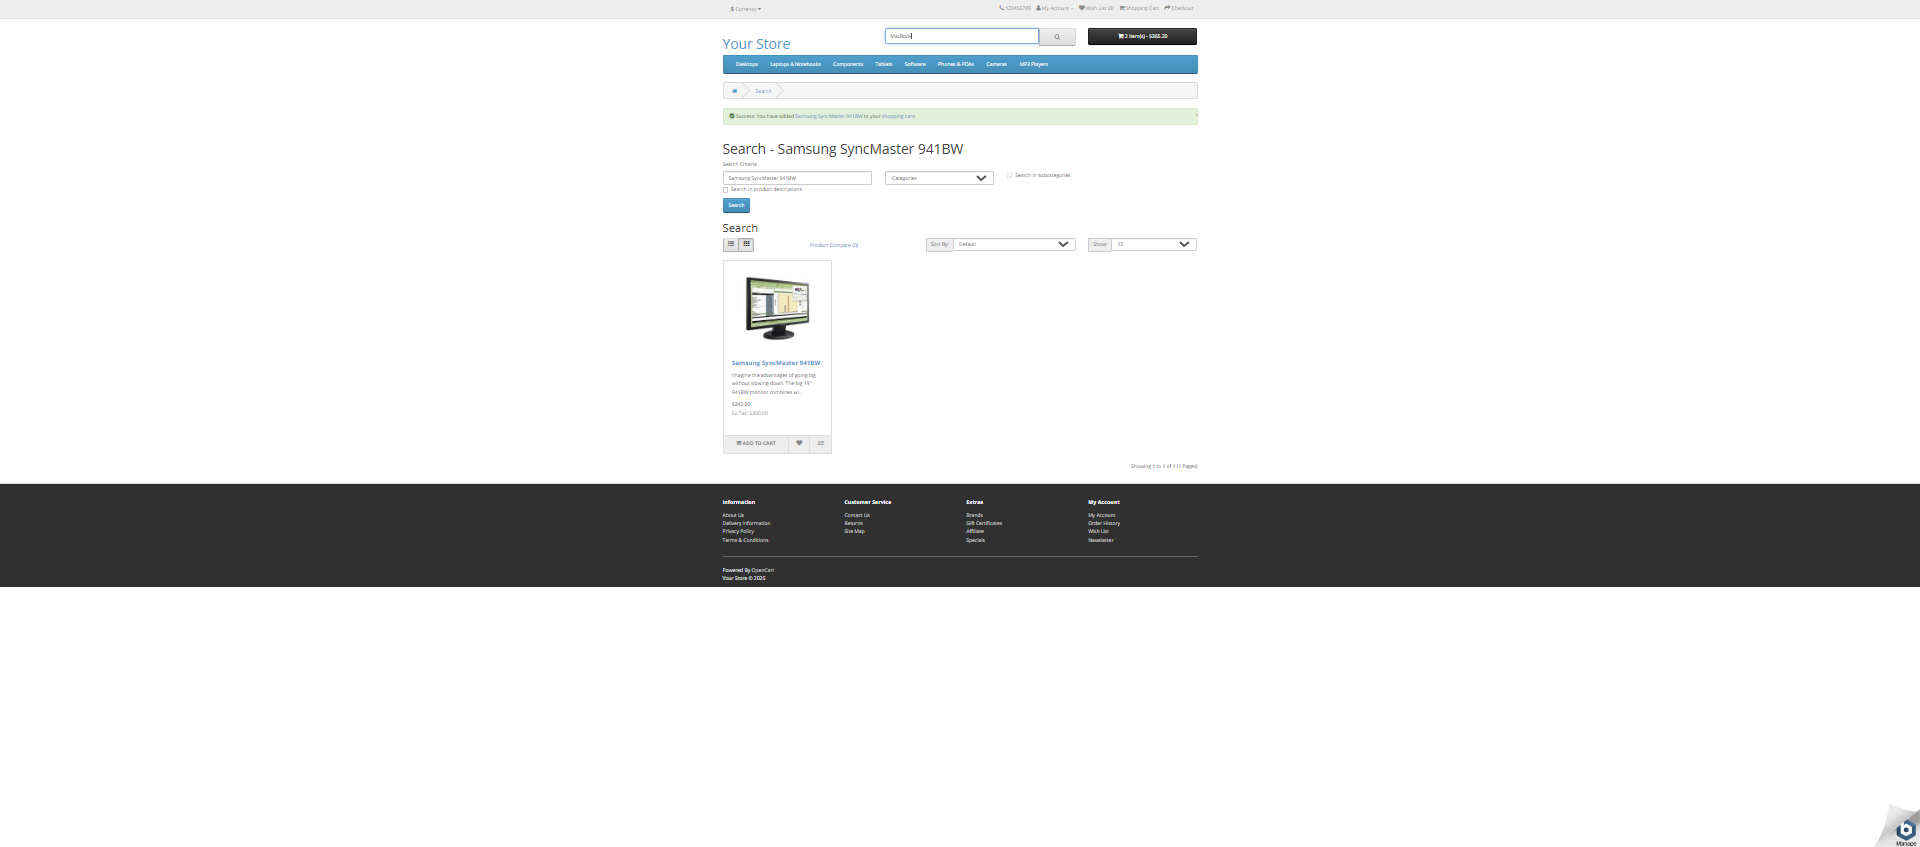 $ Currency
123456789 My Account Wish List (0) Shopping Cart Checkout
Your Store
MacBook
2 item(s) - $365.20
Desktops Laptops & Notebooks Components Tablets Software Phones & PDAs Cameras MP3 Players
Search
Success: You have added Samsung SyncMaster 941BW to your shopping cart!
Search - Samsung SyncMaster 941BW
Search Criteria
Samsung SyncMaster 941BW
Categories
Search in subcategories
Search in product descriptions
Search
Search
Product Compare (0)
Sort By: Default
Show: 15
Samsung SyncMaster 941BW
Imagine the advantages of going big
without slowing down. The big 19"
941BW monitor combines wi..
$242.00
Ex Tax: $200.00
ADD TO CART
Showing 1 to 1 of 1 (1 Pages)
Information Customer Service Extras My Account
About Us Contact Us Brands My Account
Delivery Information Returns Gift Certificates Order History
Privacy Policy Site Map Affiliate Wish List
Terms & Conditions Specials Newsletter
Powered By OpenCart
Your Store © 2025
Manage